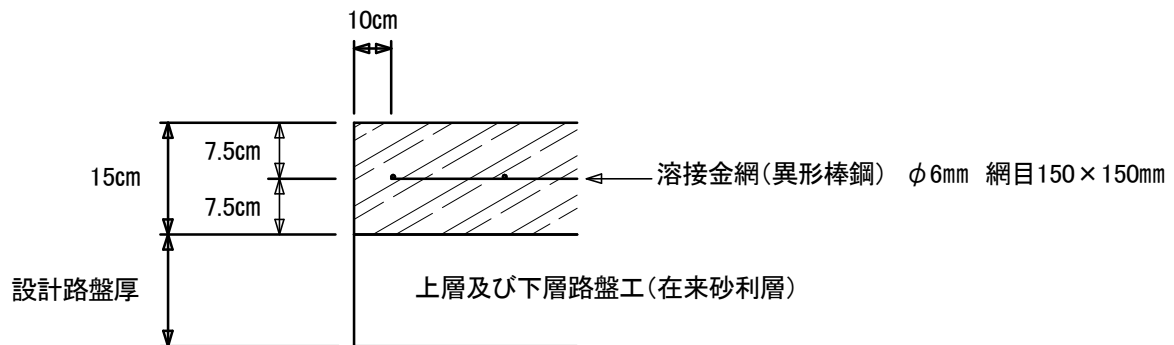 10cm
7.5cm
15cm
溶接金網(異形棒鋼) φ6mm 網目150×150mm
7.5cm
設計路盤厚
上層及び下層路盤工(在来砂利層)